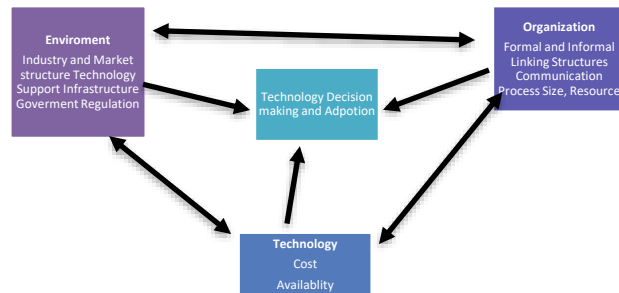 Enviroment
Industry and Market
structure Technology
Support Infrastructure
Goverment Regulation
Organization
Formal and Informal
Linking Structures
Communication
Process Size, Resource
Technology Decision
making and Adpotion
Technology
Cost
Availablity